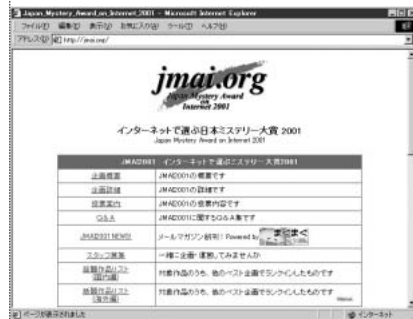 Japan_Mystery_Award_on_Internet_2001 - Microsoft Internet Explorer
ファイル(F) 編集(E) 表示(V) お気に入り(A) ツール(T) ヘルプ(H)
アドレス(D) http://jmai.org/
jmai.org
Japan Mystery Award
on
Internet 2001
インターネットで選ぶ日本ミステリー大賞 2001
Japan Mystery Award on Internet 2001
JMAI2001 インターネットで選ぶミステリー大賞2001
企画概要 JMAI2001の概要です
企画詳細 JMAI2001の詳細です
投票案内 JMAI2001の投票内容です
Q&A JMAI2001に関するQ&A集です
JMAI2001 NEWS! メールマガジン創刊! Powered by まぐまぐ
スタッフ募集 一緒に企画・運営してみませんか
話題作品リスト
(国内編) 対象作品のうち、他のベスト企画でランクインしたものです
話題作品リスト
(海外編) 対象作品のうち、他のベスト企画でランクインしたものです
ページが表示されました インターネット